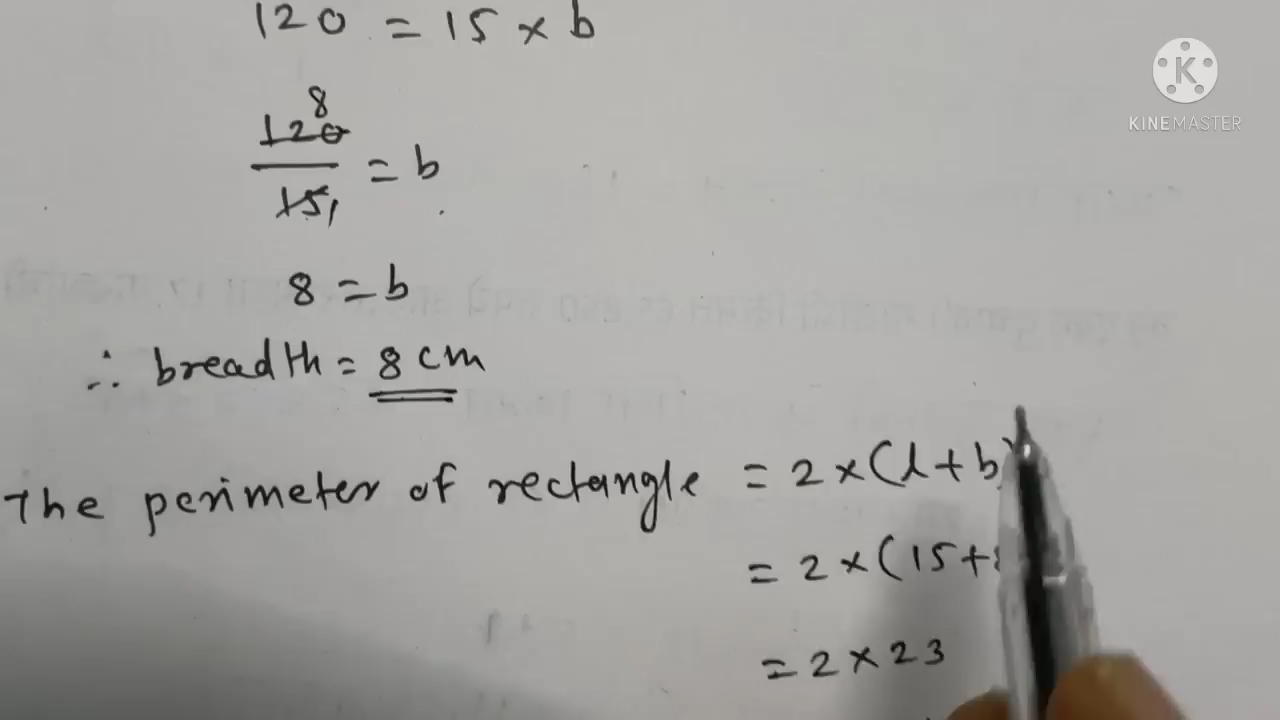 120 = 15 × b
8
120
15 1
= b
8 = b
∴ breadth = 8 cm
The perimeter of rectangle = 2 × (l + b)
= 2 × (15 +
= 2 × 23
K
KINEMASTER